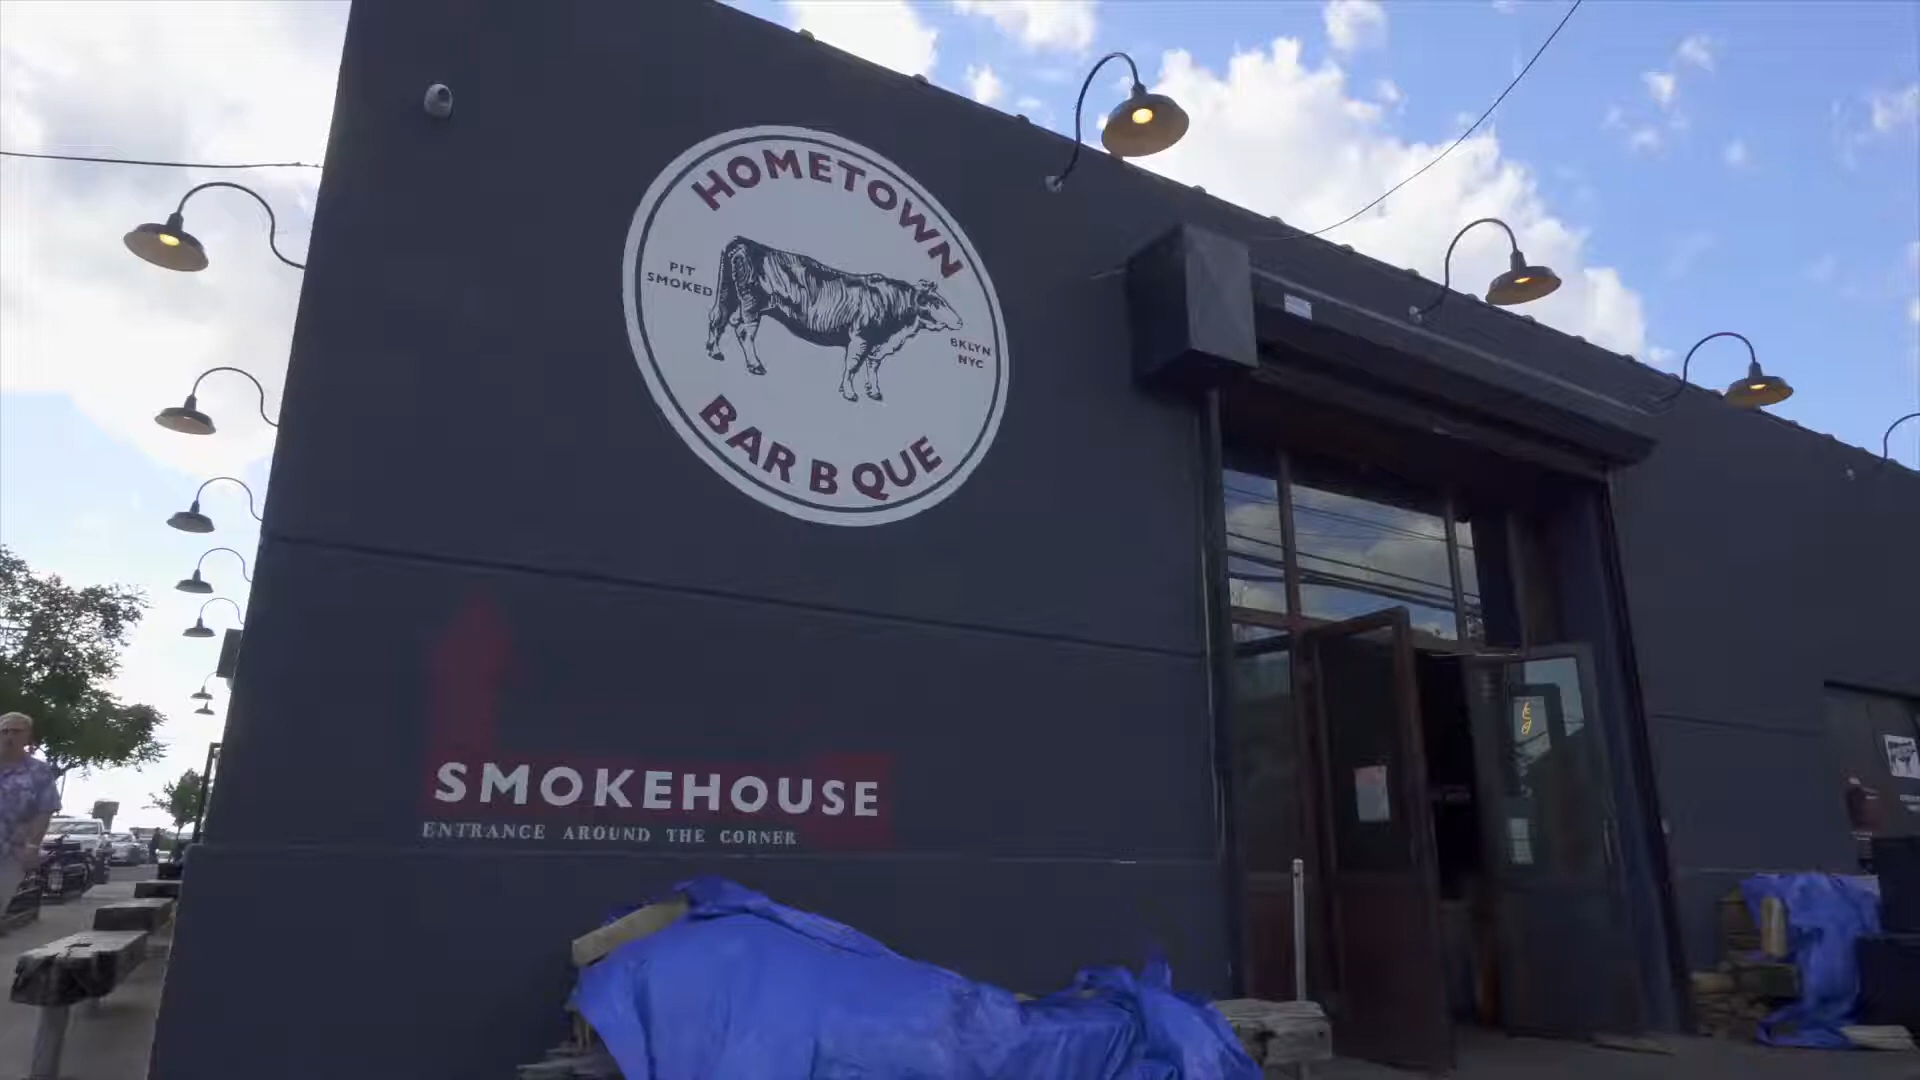 HOMETOWN
PIT
SMOKED
BKLYN
NYC
BAR B QUE
SMOKEHOUSE
ENTRANCE AROUND THE CORNER